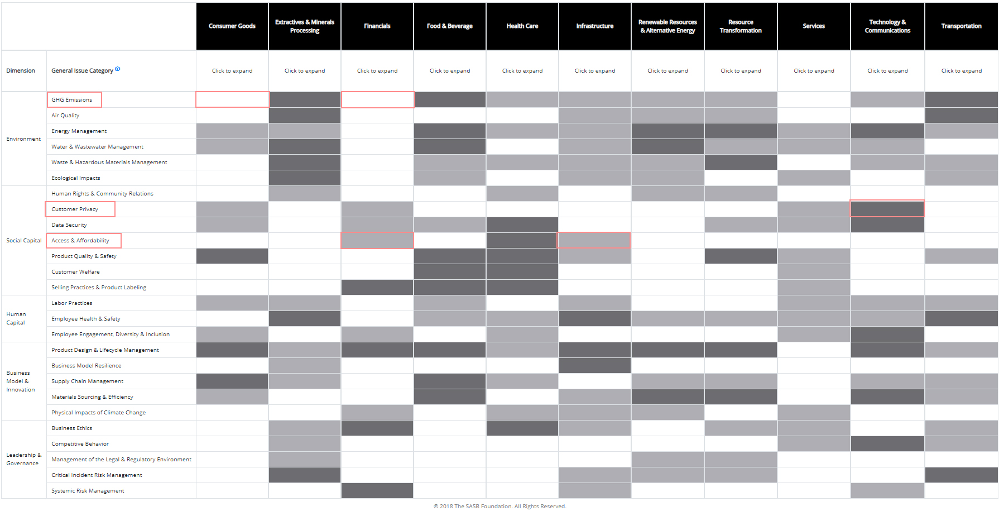 Consumer Goods
Extractives & Minerals
Processing
Financials
Food & Beverage
Health Care
Infrastructure
Renewable Resources
& Alternative Energy
Resource
Transformation
Services
Technology &
Communications
Transportation
Dimension
General Issue Category
Click to expand
Click to expand
Click to expand
Click to expand
Click to expand
Click to expand
Click to expand
Click to expand
Click to expand
Click to expand
Click to expand
Environment
GHG Emissions
Air Quality
Energy Management
Water & Wastewater Management
Waste & Hazardous Materials Management
Ecological Impacts
Social Capital
Human Rights & Community Relations
Customer Privacy
Data Security
Access & Affordability
Product Quality & Safety
Customer Welfare
Selling Practices & Product Labeling
Human
Capital
Labor Practices
Employee Health & Safety
Employee Engagement, Diversity & Inclusion
Business
Model &
Innovation
Product Design & Lifecycle Management
Business Model Resilience
Supply Chain Management
Materials Sourcing & Efficiency
Physical Impacts of Climate Change
Leadership &
Governance
Business Ethics
Competitive Behavior
Management of the Legal & Regulatory Environment
Critical Incident Risk Management
Systemic Risk Management
© 2018 The SASB Foundation. All Rights Reserved.